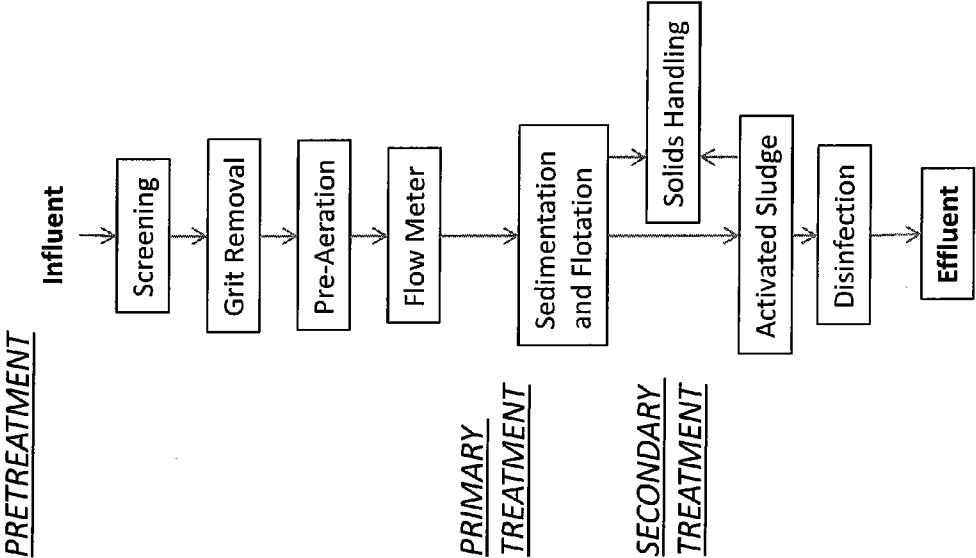 PRETREATMENT
Influent
Screening
Grit Removal
Pre-Aeration
Flow Meter
PRIMARY
TREATMENT
Sedimentation
and Flotation
SECONDARY
TREATMENT
Solids Handling
Activated Sludge
Disinfection
Effluent